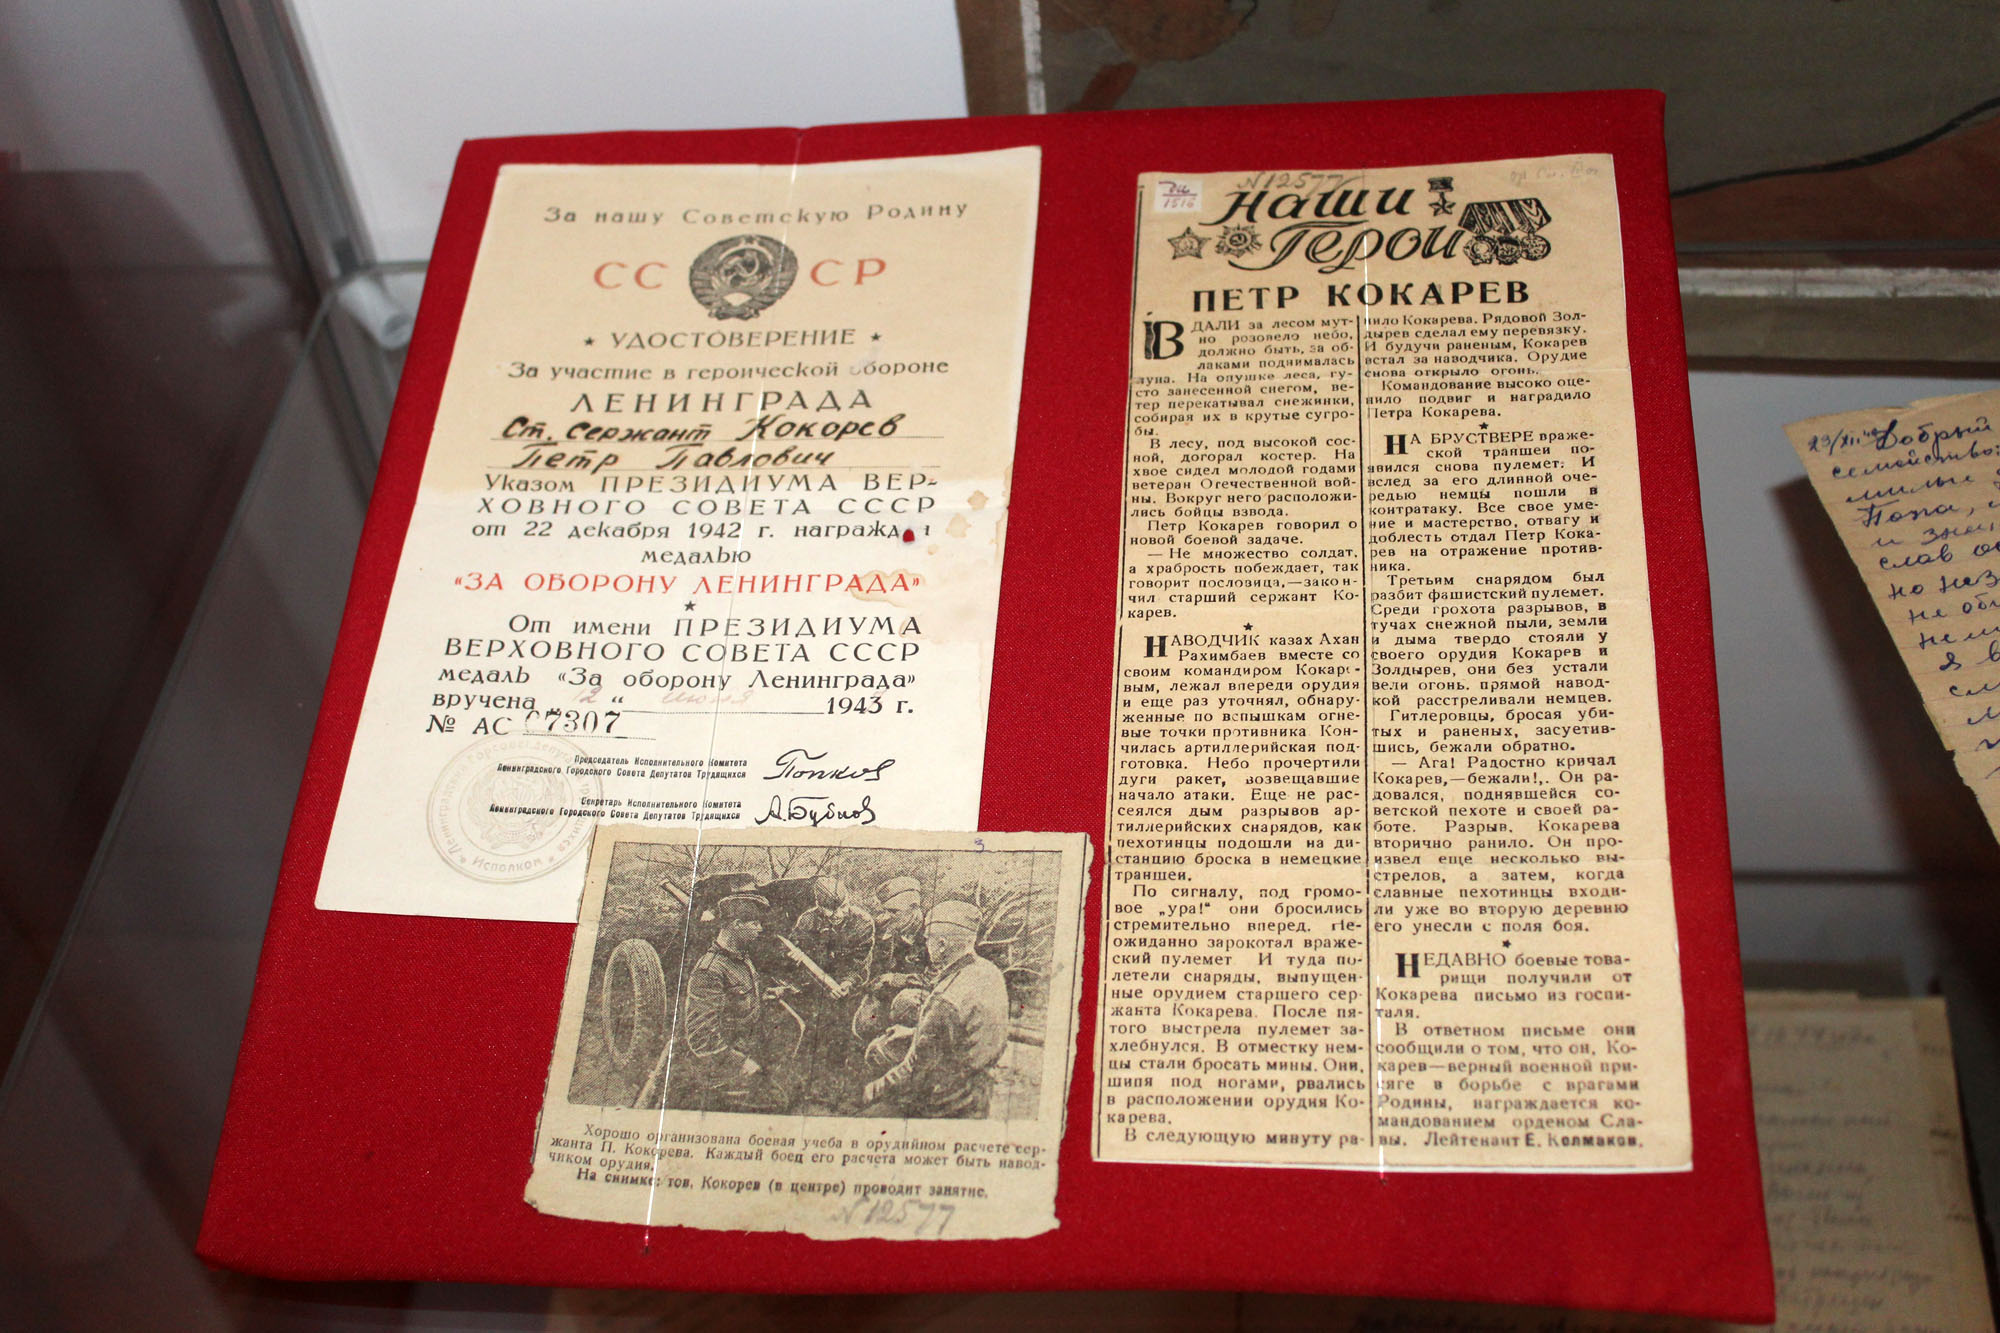 За нашу Советскую Родину
СССР
УДОСТОВЕРЕНИЕ
За участие в героической обороне
ЛЕНИНГРАДА
Ст. сержант Кокорев
Петр Павлович
Указом ПРЕЗИДИУМА ВЕР-
ХОВНОГО СОВЕТА СССР
от 22 декабря 1942 г. награжден
медалью
«ЗА ОБОРОНУ ЛЕНИНГРАДА»
От имени ПРЕЗИДИУМА
ВЕРХОВНОГО СОВЕТА СССР
медаль «За оборону Ленинграда»
вручена „12“ июня 1943 г.
№ АС 07307
Председатель Исполнительного Комитета
Ленинградского Городского Совета Депутатов Трудящихся
Попков
Секретарь Исполнительного Комитета
Ленинградского Городского Совета Депутатов Трудящихся
А.Бубнов
Исполком
3
Хорошо организована боевая учеба в орудийном расчете сер-
жанта П. Кокорева. Каждый боец его расчета может быть навод-
чиком орудия.
На снимке: тов. Кокорев (в центре) проводит занятие.
N 12577
N 12577
1516
Наши
Герои
ПЕТР КОКАРЕВ
ВДАЛИ за лесом мут-
но розовело небо,
должно быть, за об-
лаками поднималась
луна. На опушке леса, гу-
сто занесенной снегом, ве-
тер перекатывал снежинки,
собирая их в крутые сугро-
бы.
В лесу, под высокой сос-
ной, догорал костер. На
хвое сидел молодой годами
ветеран Отечественной вой-
ны. Вокруг него расположи-
лись бойцы взвода.
Петр Кокарев говорил о
новой боевой задаче.
— Не множество солдат,
а храбрость побеждает, так
говорит пословица,—закон-
чил старший сержант Ко-
карев.
НАВОДЧИК казах Ахан
Рахимбаев вместе со
своим командиром Кокаре-
вым, лежал впереди орудия
и еще раз уточнял, обнару-
женные по вспышкам огне-
вые точки противника Кон-
чилась артиллерийская под-
готовка. Небо прочертили
дуги ракет, возвещавшие
начало атаки. Еще не рас-
сеялся дым разрывов ар-
тиллерийских снарядов, как
пехотинцы подошли на ди-
станцию броска в немецкие
траншеи.
По сигналу, под громо-
вое „ура!“ они бросились
стремительно вперед. Не-
ожиданно зарокотал враже-
ский пулемет И туда по-
летели снаряды, выпущен-
ные орудием старшего сер-
жанта Кокарева. После пя-
того выстрела пулемет за-
хлебнулся. В отместку нем-
цы стали бросать мины. Они,
шипя под ногами, рвались
в расположении орудия Ко-
карева.
В следующую минуту ра-
нило Кокарева. Рядовой Зол-
дырев сделал ему перевязку.
И будучи раненым, Кокарев
встал за наводчика. Орудие
снова открыло огонь.
Командование высоко оце-
нило подвиг и наградило
Петра Кокарева.
НА БРУСТВЕРЕ враже-
ской траншеи по-
явился снова пулемет. И
вслед за его длинной оче-
редью немцы пошли в
контратаку. Все свое уме-
ние и мастерство, отвагу и
доблесть отдал Петр Кока-
рев на отражение против-
ника.
Третьим снарядом был
разбит фашистский пулемет.
Среди грохота разрывов, в
тучах снежной пыли, земли
и дыма твердо стояли у
своего орудия Кокарев и
Золдырев, они без устали
вели огонь. прямой навод-
кой расстреливали немцев.
Гитлеровцы, бросая уби-
тых и раненых, засуетив-
шись, бежали обратно.
— Ага! Радостно кричал
Кокарев,—бежали!,. Он ра-
довался, поднявшейся со-
ветской пехоте и своей ра-
боте. Разрыв. Кокарева
вторично ранило. Он про-
извел еще несколько вы-
стрелов, а затем, когда
славные пехотинцы входи-
ли уже во вторую деревню
его унесли с поля боя.
НЕДАВНО боевые това-
рищи получили от
Кокарева письмо из госпи-
таля.
В ответном письме они
сообщили о том, что он, Ко-
карев—верный военной при-
сяге в борьбе с врагами
Родины, награждается ко-
мандованием орденом Сла-
вы. Лейтенант Е. Колмаков.
Добрый
семейство:
милые
Папа,
и
слав
но
не